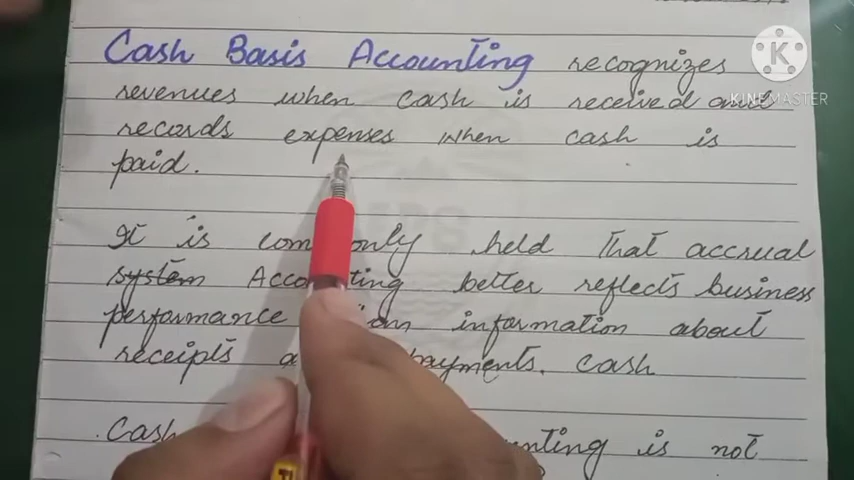 Cash Basis Accounting recognizes
revenues when cash is received and
records expenses when cash is
paid.
It is commonly held that accrual
system Accounting better reflects business
performance information about
receipts payments. cash
Cash is not
K
KINEMASTER